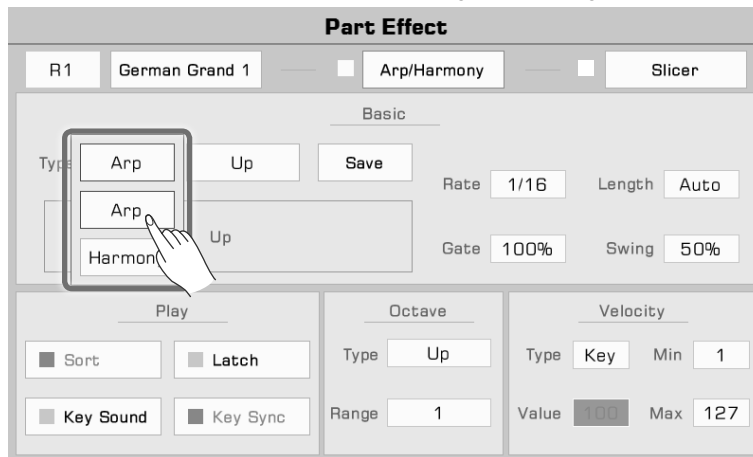 Part Effect
R1 German Grand 1 Arp/Harmony Slicer
Basic
Type Arp Up Save
Rate 1/16 Length Auto
Arp
Up
Harmon
Gate 100% Swing 50%
Play Octave Velocity
Sort Latch Type Up Type Key Min 1
Key Sound Key Sync Range 1 Value 100 Max 127